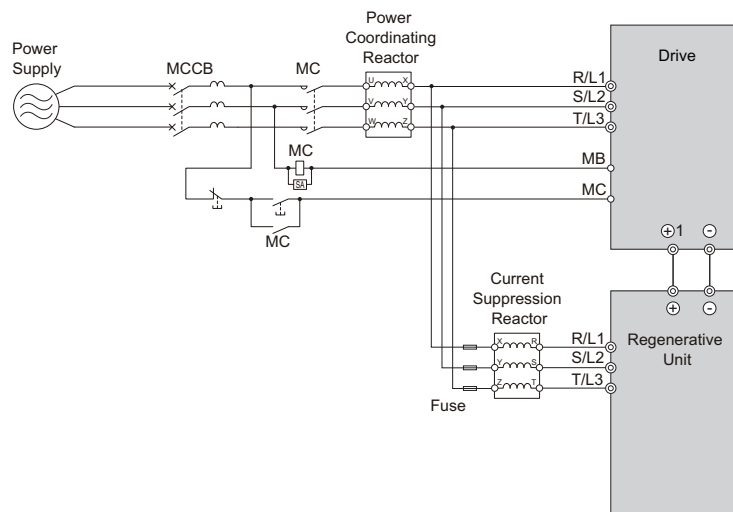 Power
Coordinating
Reactor
Power
Supply
MCCB
MC
Drive
U X
V Y
W Z
R/L1
S/L2
T/L3
MC
SA
MB
MC
MC
+ 1 -
Current
Suppression
Reactor
+ -
X R
Y S
Z T
R/L1
S/L2
T/L3
Regenerative
Unit
Fuse